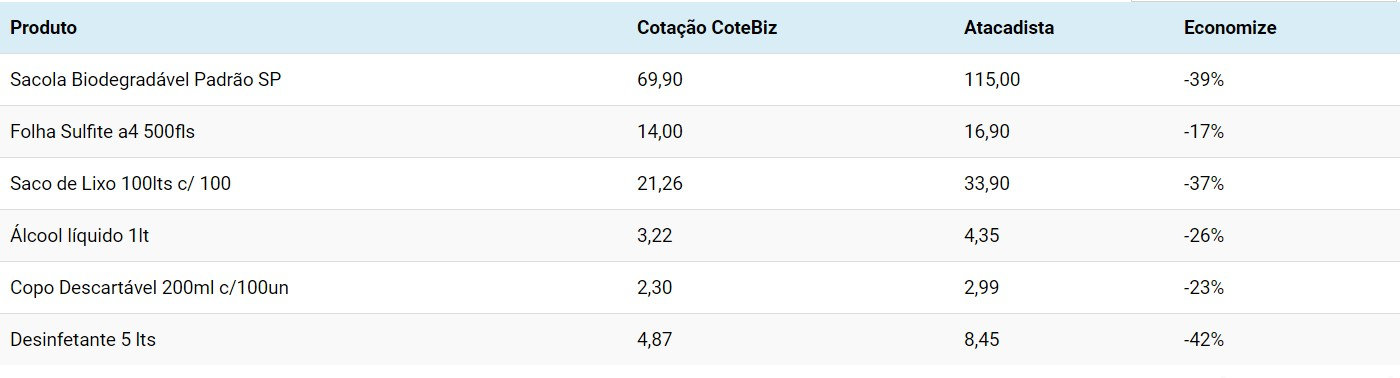 Produto Cotação CoteBiz Atacadista Economize
Sacola Biodegradável Padrão SP 69,90 115,00 -39%
Folha Sulfite a4 500fls 14,00 16,90 -17%
Saco de Lixo 100lts c/ 100 21,26 33,90 -37%
Álcool líquido 1lt 3,22 4,35 -26%
Copo Descartável 200ml c/100un 2,30 2,99 -23%
Desinfetante 5 lts 4,87 8,45 -42%